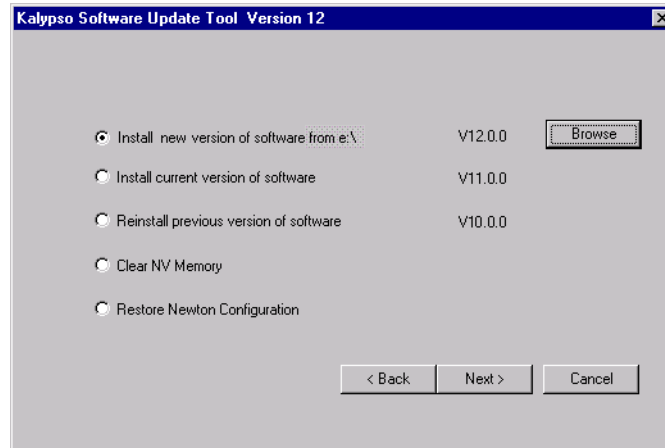 Kalypso Software Update Tool Version 12
Install new version of software from e:\ V12.0.0 Browse
Install current version of software V11.0.0
Reinstall previous version of software V10.0.0
Clear NV Memory
Restore Newton Configuration
< Back Next > Cancel